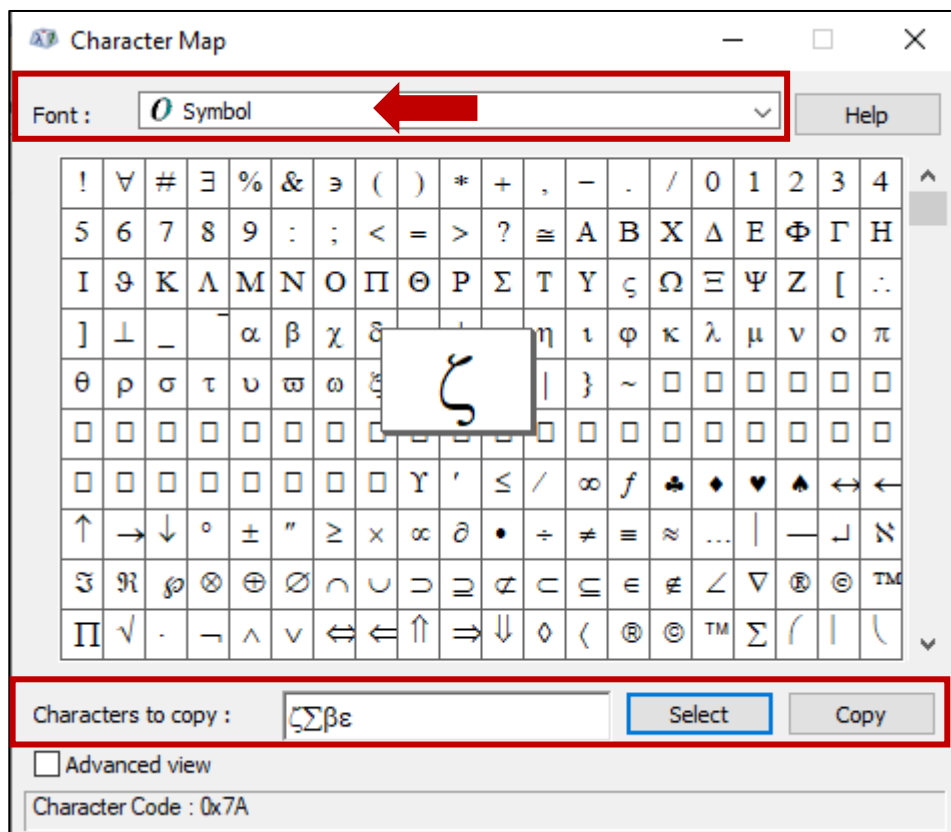 Character Map
Font : O Symbol Help
! ∀ # ∃ % & ∍ ( ) * + , − . / 0 1 2 3 4
5 6 7 8 9 : ; < = > ? ≅ Α Β Χ Δ Ε Φ Γ Η
Ι ϑ Κ Λ Μ Ν Ο Π Θ Ρ Σ Τ Υ ς Ω Ξ Ψ Ζ [ ∴
] ⊥ _ ‾ α β χ δ η ι φ κ λ μ ν ο π
ζ
θ ρ σ τ υ ϖ ω ξ | } ~ □ □ □ □ □ □
□ □ □ □ □ □ □ □ □ □ □ □ □ □ □ □ □ □ □ □
□ □ □ □ □ □ □ □ ϒ ′ ≤ ⁄ ∞ ƒ ♣ ♦ ♥ ♠ ↔ ←
↑ → ↓ ° ± ″ ≥ × ∝ ∂ • ÷ ≠ ≡ ≈ … │ — ↵ ℵ
ℑ ℜ ℘ ⊗ ⊕ ∅ ∩ ∪ ⊃ ⊇ ⊄ ⊂ ⊆ ∈ ∉ ∠ ∇ ® © ™
∏ √ ⋅ ¬ ∧ ∨ ⇔ ⇐ ⇑ ⇒ ⇓ ◊ 〈 ® © ™ ∑ ⎛ ⎜ ⎝
Characters to copy : ζ∑βε Select Copy
Advanced view
Character Code : 0x7A